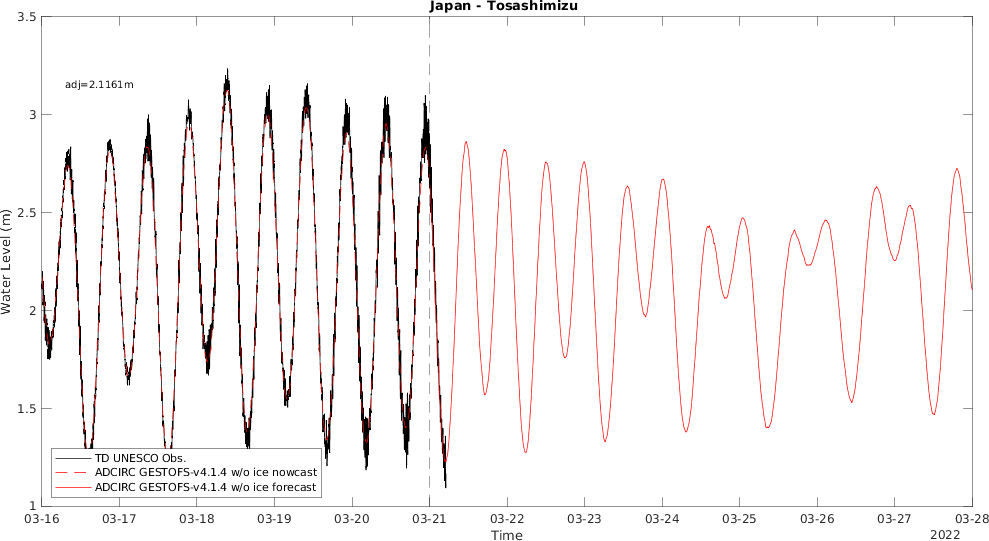 Japan - Tosashimizu
adj=2.1161m
3.5
3
2.5
2
1.5
1
Water Level (m)
TD UNESCO Obs.
ADCIRC GESTOFS-v4.1.4 w/o ice nowcast
ADCIRC GESTOFS-v4.1.4 w/o ice forecast
03-16 03-17 03-18 03-19 03-20 03-21 03-22 03-23 03-24 03-25 03-26 03-27 03-28
Time
2022